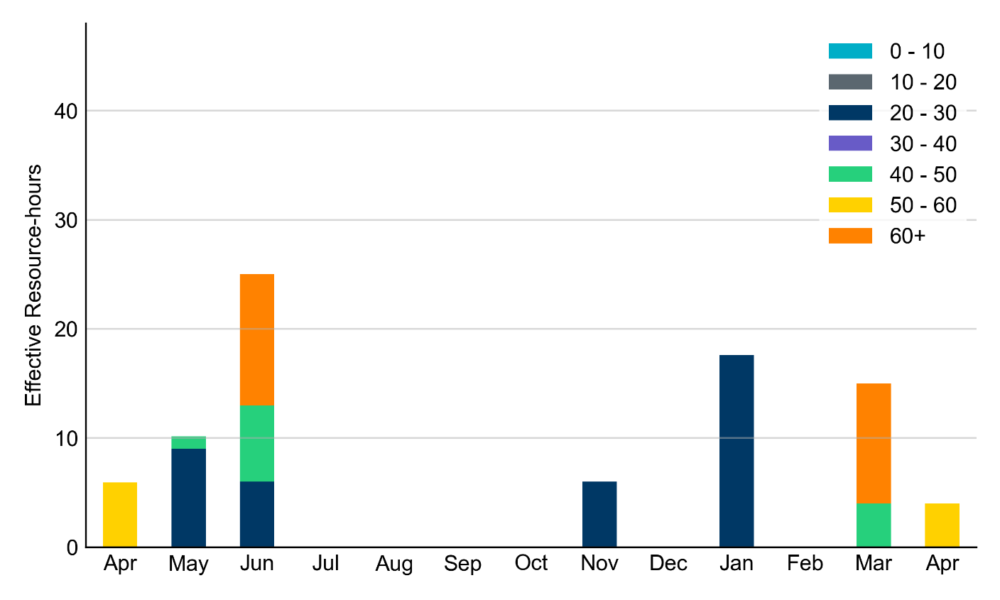 Effective Resource-hours
40
30
20
10
0
0 - 10
10 - 20
20 - 30
30 - 40
40 - 50
50 - 60
60+
Apr May Jun Jul Aug Sep Oct Nov Dec Jan Feb Mar Apr